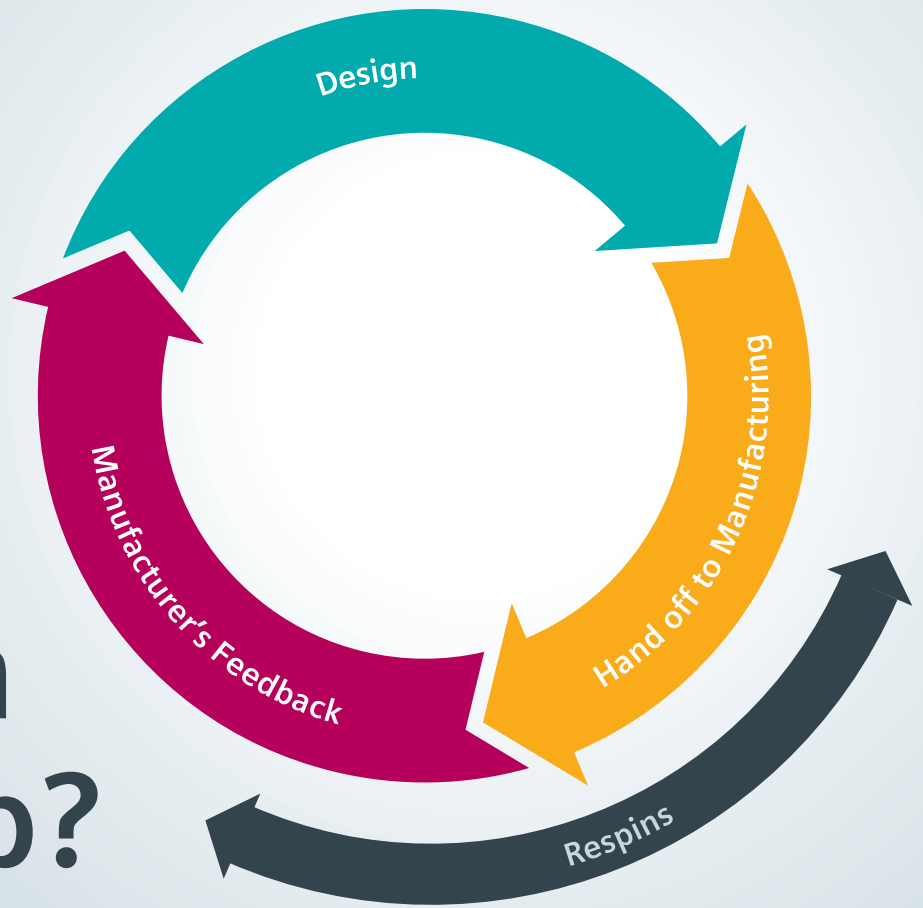 Design
Hand off to Manufacturing
Manufacturer's Feedback
Respins